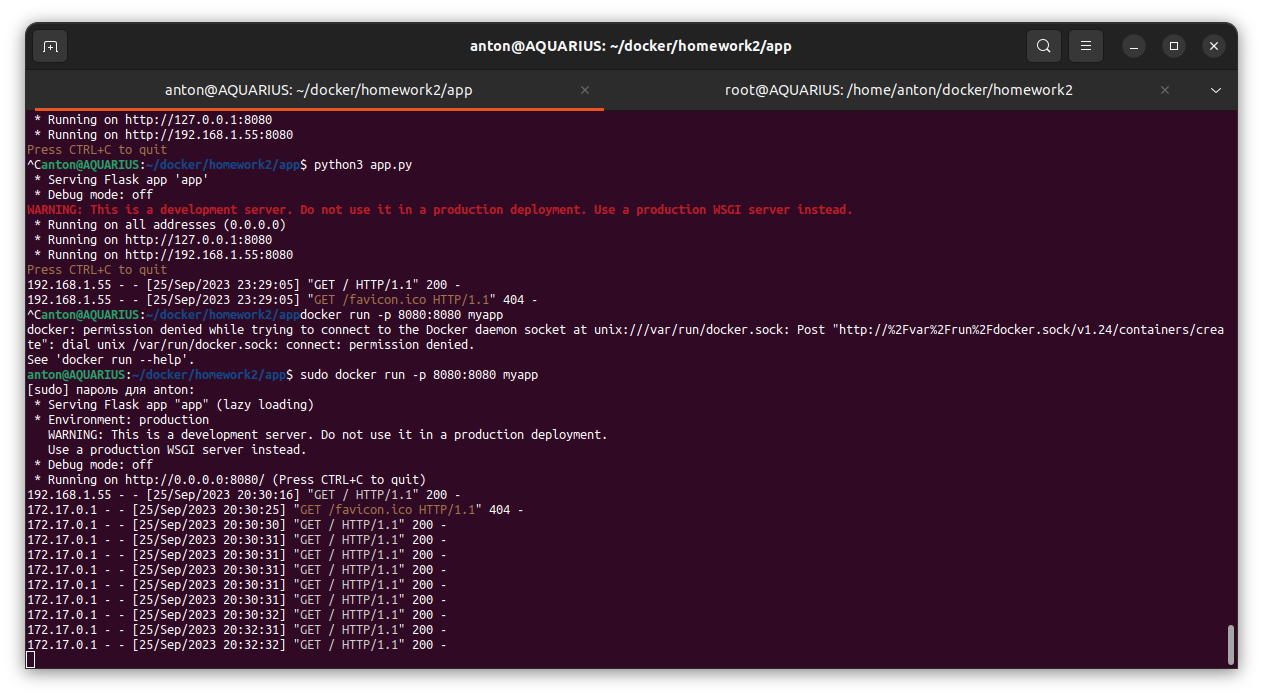 anton@AQUARIUS: ~/docker/homework2/app
anton@AQUARIUS: ~/docker/homework2/app
root@AQUARIUS: /home/anton/docker/homework2
 * Running on http://127.0.0.1:8080
 * Running on http://192.168.1.55:8080
Press CTRL+C to quit
^Canton@AQUARIUS:~/docker/homework2/app$ python3 app.py
 * Serving Flask app 'app'
 * Debug mode: off
WARNING: This is a development server. Do not use it in a production deployment. Use a production WSGI server instead.
 * Running on all addresses (0.0.0.0)
 * Running on http://127.0.0.1:8080
 * Running on http://192.168.1.55:8080
Press CTRL+C to quit
192.168.1.55 - - [25/Sep/2023 23:29:05] "GET / HTTP/1.1" 200 -
192.168.1.55 - - [25/Sep/2023 23:29:05] "GET /favicon.ico HTTP/1.1" 404 -
^Canton@AQUARIUS:~/docker/homework2/appdocker run -p 8080:8080 myapp
docker: permission denied while trying to connect to the Docker daemon socket at unix:///var/run/docker.sock: Post "http://%2Fvar%2Frun%2Fdocker.sock/v1.24/containers/crea
te": dial unix /var/run/docker.sock: connect: permission denied.
See 'docker run --help'.
anton@AQUARIUS:~/docker/homework2/app$ sudo docker run -p 8080:8080 myapp
[sudo] пароль для anton:
 * Serving Flask app "app" (lazy loading)
 * Environment: production
   WARNING: This is a development server. Do not use it in a production deployment.
   Use a production WSGI server instead.
 * Debug mode: off
 * Running on http://0.0.0.0:8080/ (Press CTRL+C to quit)
192.168.1.55 - - [25/Sep/2023 20:30:16] "GET / HTTP/1.1" 200 -
172.17.0.1 - - [25/Sep/2023 20:30:25] "GET /favicon.ico HTTP/1.1" 404 -
172.17.0.1 - - [25/Sep/2023 20:30:30] "GET / HTTP/1.1" 200 -
172.17.0.1 - - [25/Sep/2023 20:30:31] "GET / HTTP/1.1" 200 -
172.17.0.1 - - [25/Sep/2023 20:30:31] "GET / HTTP/1.1" 200 -
172.17.0.1 - - [25/Sep/2023 20:30:31] "GET / HTTP/1.1" 200 -
172.17.0.1 - - [25/Sep/2023 20:30:31] "GET / HTTP/1.1" 200 -
172.17.0.1 - - [25/Sep/2023 20:30:31] "GET / HTTP/1.1" 200 -
172.17.0.1 - - [25/Sep/2023 20:30:32] "GET / HTTP/1.1" 200 -
172.17.0.1 - - [25/Sep/2023 20:32:31] "GET / HTTP/1.1" 200 -
172.17.0.1 - - [25/Sep/2023 20:32:32] "GET / HTTP/1.1" 200 -